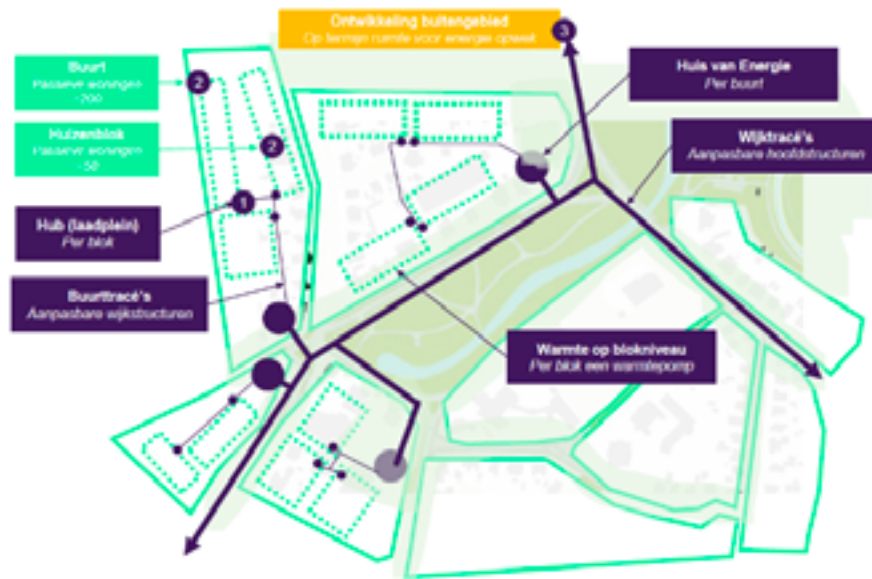 Ontwikkeling buitengebied
Op termijn ruimte voor energie opwek
3
Buurt
Passieve woningen
~200
2
Huizenblok
Passieve woningen
~50
2
Huis van Energie
Per buurt
Wijktracé's
Aanpasbare hoofdstructuren
1
Hub (laadplein)
Per blok
Buurttracé's
Aanpasbare wijkstructuren
Warmte op blokniveau
Per blok een warmtepomp